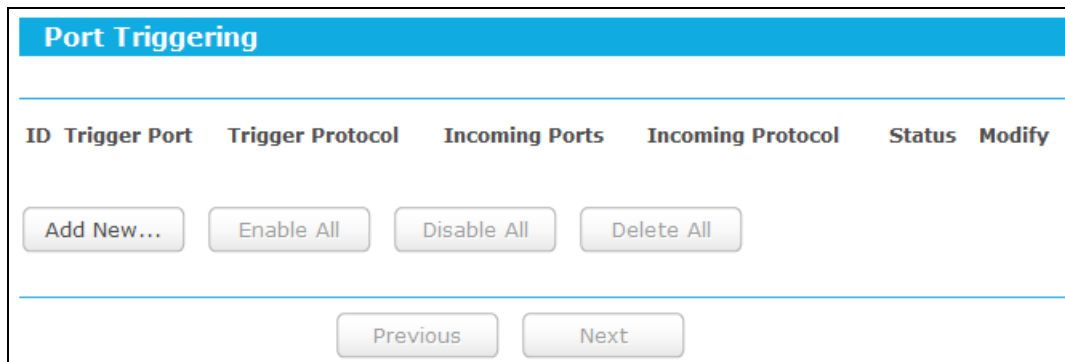 Port Triggering
ID Trigger Port Trigger Protocol Incoming Ports Incoming Protocol Status Modify
Add New... Enable All Disable All Delete All
Previous Next